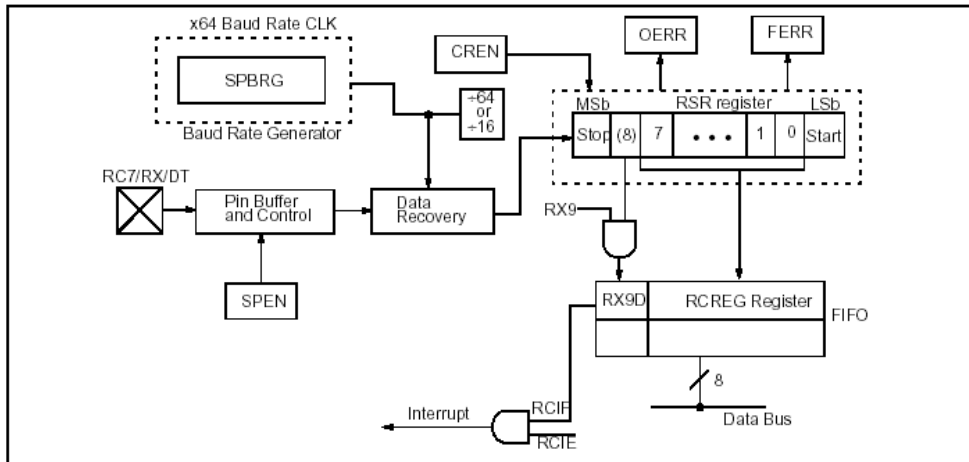 x64 Baud Rate CLK
SPBRG
Baud Rate Generator
CREN
OERR
FERR
÷64
or
÷16
MSb
RSR register
LSb
Stop (8) 7 • • • 1 0 Start
RC7/RX/DT
Pin Buffer
and Control
Data
Recovery
RX9
SPEN
RX9D
RCREG Register
FIFO
8
Interrupt
RCIF
RCIE
Data Bus